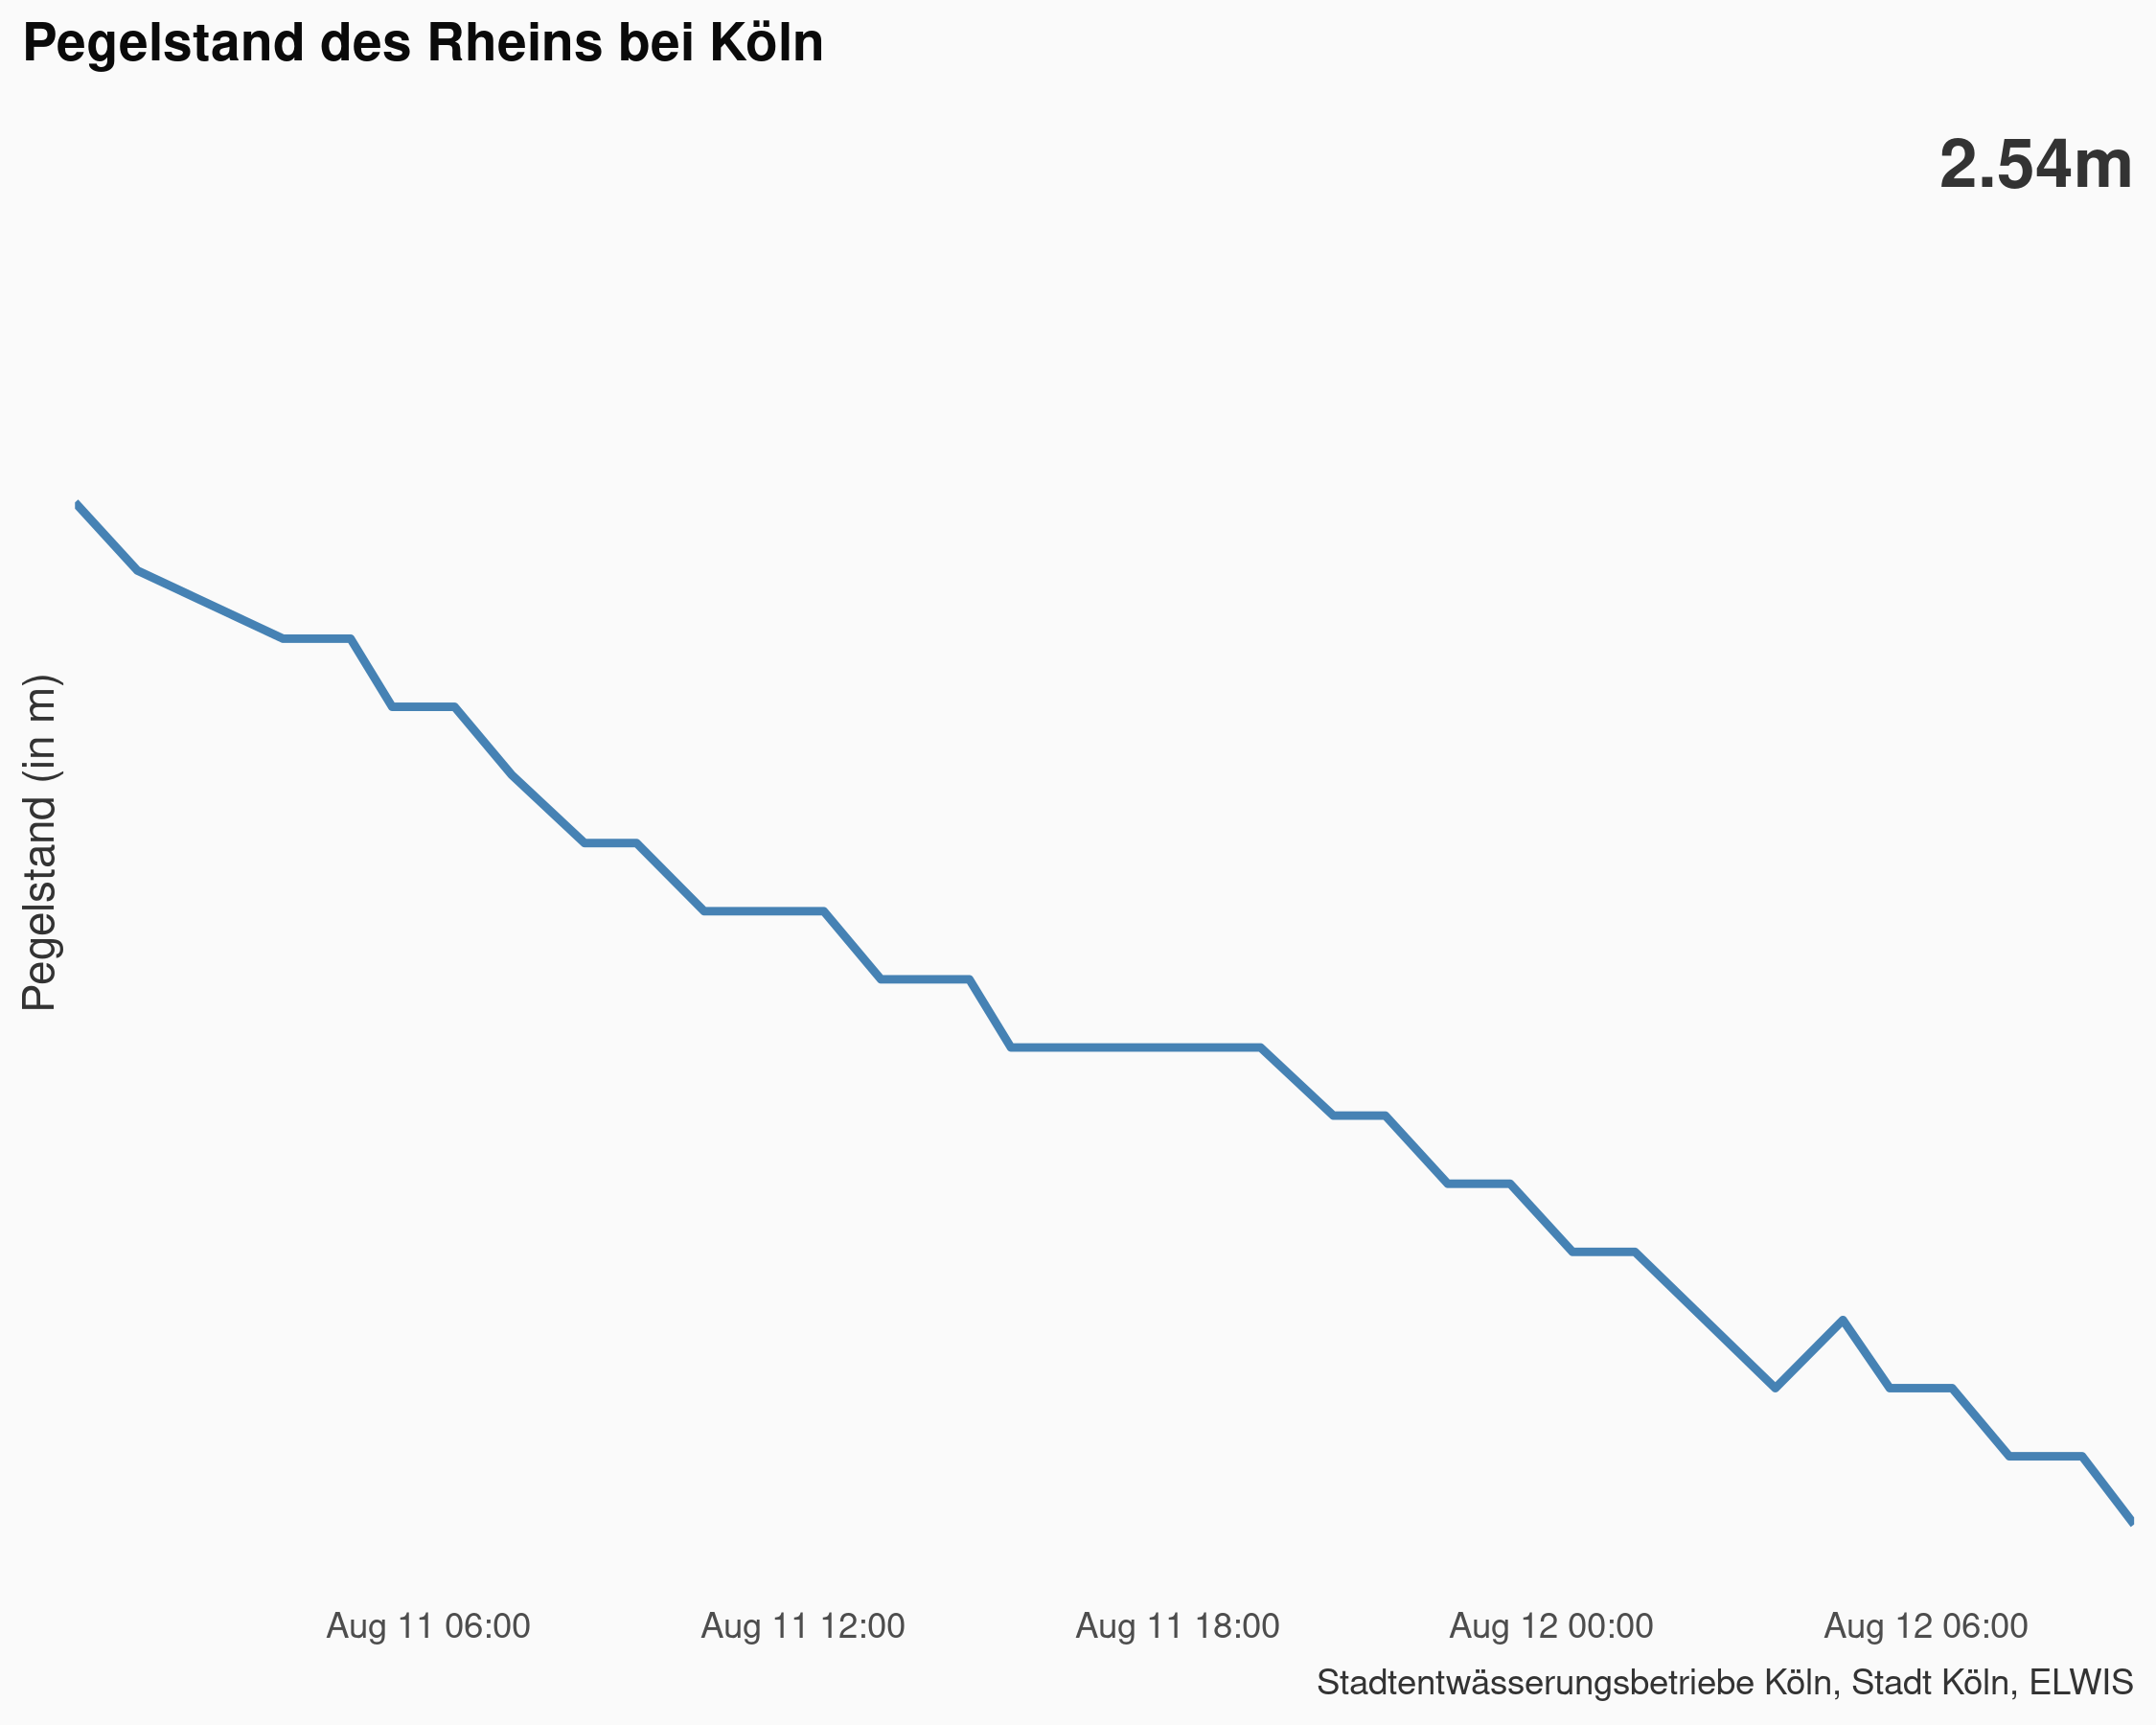 Pegelstand des Rheins bei Köln
2.54m
Pegelstand (in m)
Aug 11 06:00
Aug 11 12:00
Aug 11 18:00
Aug 12 00:00
Aug 12 06:00
Stadtentwässerungsbetriebe Köln, Stadt Köln, ELWIS